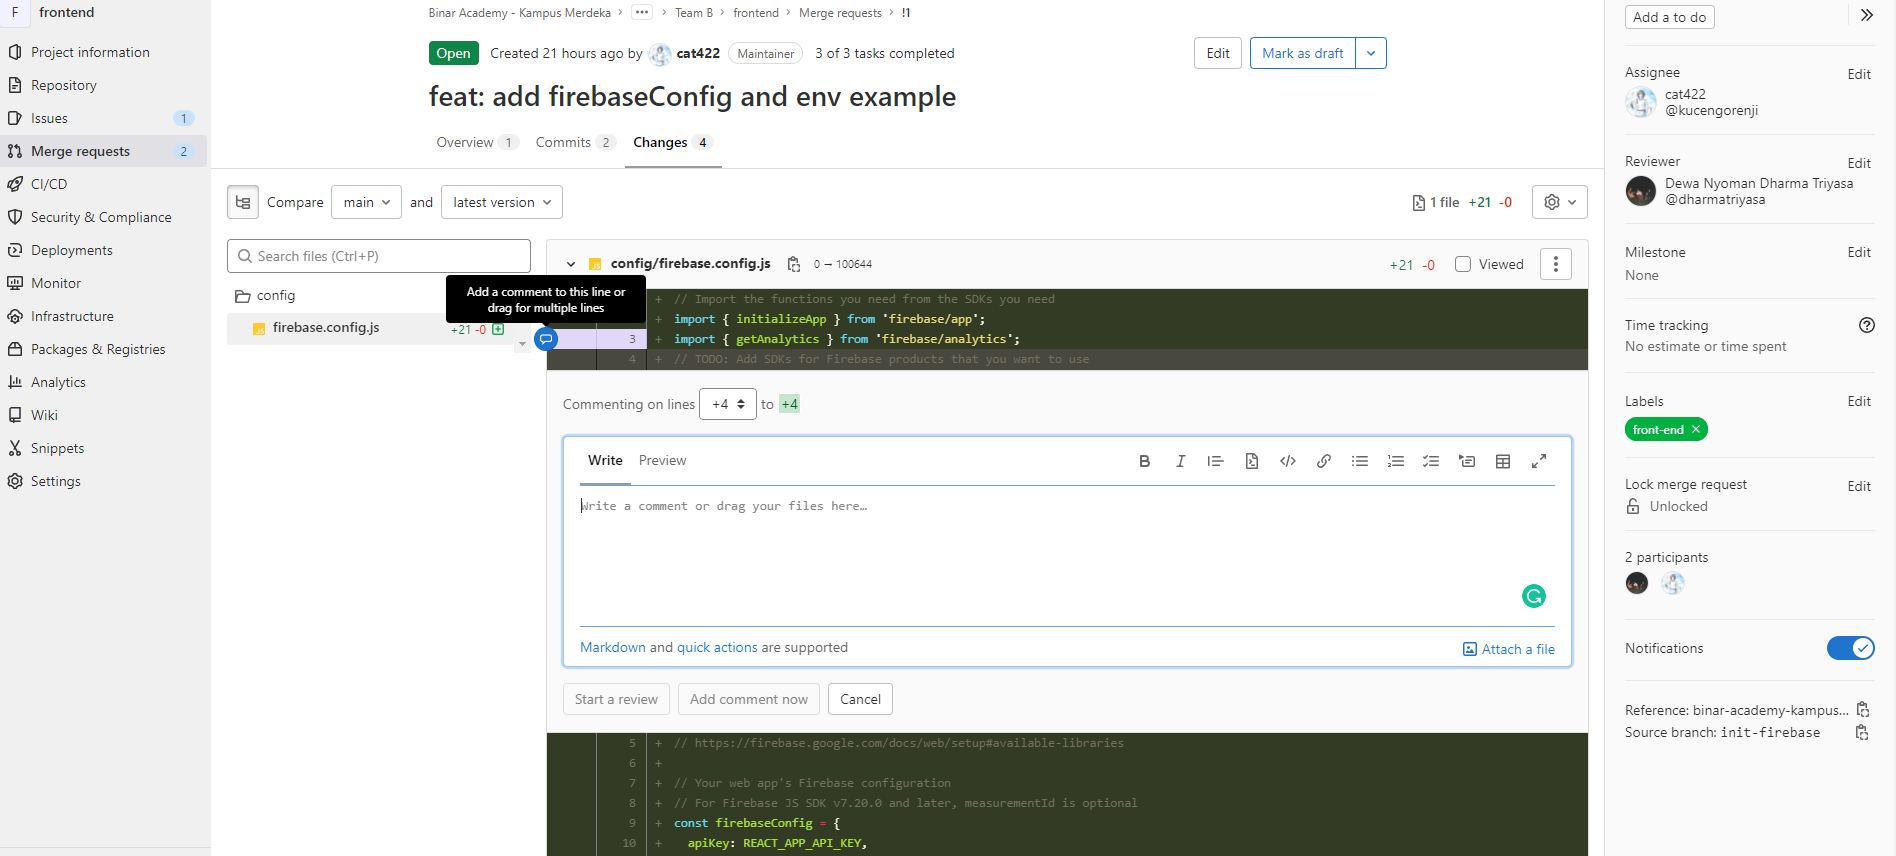 F frontend
Project information
Repository
Issues 1
Merge requests 2
CI/CD
Security & Compliance
Deployments
Monitor
Infrastructure
Packages & Registries
Analytics
Wiki
Snippets
Settings
Binar Academy - Kampus Merdeka > ... > Team B > frontend > Merge requests > !1
Open Created 21 hours ago by cat422 Maintainer 3 of 3 tasks completed
Edit Mark as draft
feat: add firebaseConfig and env example
Overview 1 Commits 2 Changes 4
Compare main and latest version
1 file +21 -0
Search files (Ctrl+P)
config
firebase.config.js +21 -0
Add a comment to this line or
drag for multiple lines
JS config/firebase.config.js 0 → 100644
+21 -0 Viewed
+ // Import the functions you need from the SDKs you need
+ import { initializeApp } from 'firebase/app';
3 + import { getAnalytics } from 'firebase/analytics';
4 + // TODO: Add SDKs for Firebase products that you want to use
Commenting on lines +4 to +4
Write Preview
Write a comment or drag your files here…
Markdown and quick actions are supported
Attach a file
Start a review Add comment now Cancel
5 + // https://firebase.google.com/docs/web/setup#available-libraries
6 +
7 + // Your web app's Firebase configuration
8 + // For Firebase JS SDK v7.20.0 and later, measurementId is optional
9 + const firebaseConfig = {
10 + apiKey: REACT_APP_API_KEY,
Add a to do
Assignee Edit
cat422
@kucengorenji
Reviewer Edit
Dewa Nyoman Dharma Triyasa
@dharmatriyasa
Milestone Edit
None
Time tracking
No estimate or time spent
Labels Edit
front-end ×
Lock merge request Edit
Unlocked
2 participants
Notifications
Reference: binar-academy-kampus...
Source branch: init-firebase